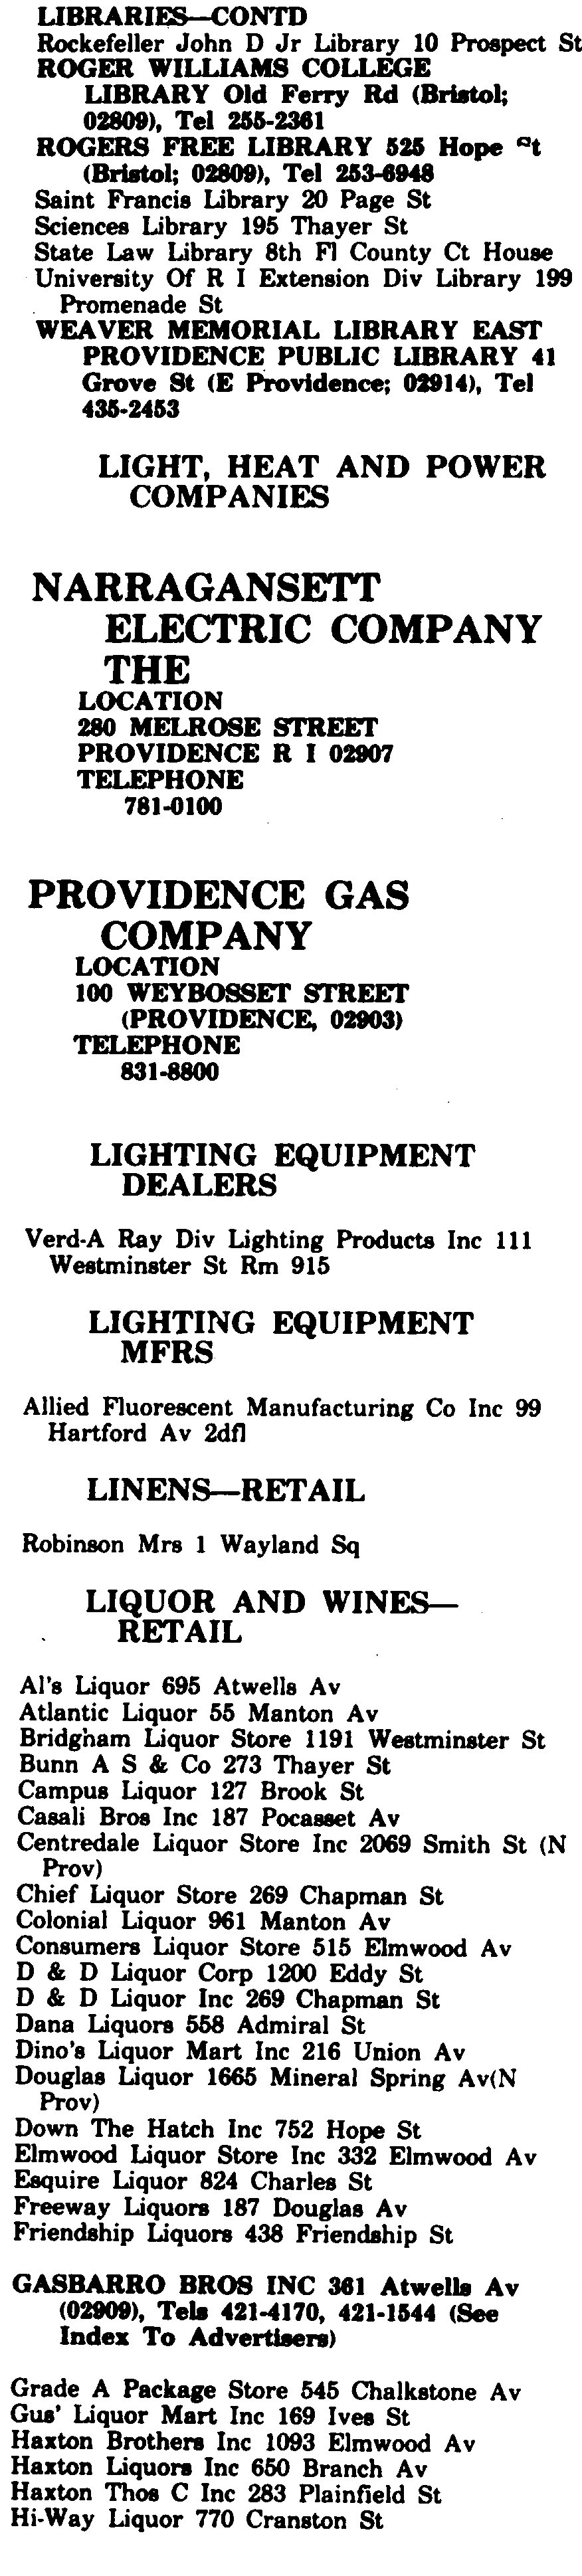 LIBRARIES—CONTD
Rockefeller John D Jr Library 10 Prospect St
ROGER WILLIAMS COLLEGE
LIBRARY Old Ferry Rd (Bristol;
02809), Tel 255-2361
ROGERS FREE LIBRARY 525 Hope St
(Bristol; 02809), Tel 253-6948
Saint Francis Library 20 Page St
Sciences Library 195 Thayer St
State Law Library 8th Fl County Ct House
University Of R I Extension Div Library 199
Promenade St
WEAVER MEMORIAL LIBRARY EAST
PROVIDENCE PUBLIC LIBRARY 41
Grove St (E Providence; 02914), Tel
435-2453
LIGHT, HEAT AND POWER
COMPANIES
NARRAGANSETT
ELECTRIC COMPANY
THE
LOCATION
280 MELROSE STREET
PROVIDENCE R I 02907
TELEPHONE
781-0100
PROVIDENCE GAS
COMPANY
LOCATION
100 WEYBOSSET STREET
(PROVIDENCE, 02903)
TELEPHONE
831-8800
LIGHTING EQUIPMENT
DEALERS
Verd-A Ray Div Lighting Products Inc 111
Westminster St Rm 915
LIGHTING EQUIPMENT
MFRS
Allied Fluorescent Manufacturing Co Inc 99
Hartford Av 2dfl
LINENS—RETAIL
Robinson Mrs 1 Wayland Sq
LIQUOR AND WINES—
RETAIL
Al's Liquor 695 Atwells Av
Atlantic Liquor 55 Manton Av
Bridgham Liquor Store 1191 Westminster St
Bunn A S & Co 273 Thayer St
Campus Liquor 127 Brook St
Casali Bros Inc 187 Pocasset Av
Centredale Liquor Store Inc 2069 Smith St (N
Prov)
Chief Liquor Store 269 Chapman St
Colonial Liquor 961 Manton Av
Consumers Liquor Store 515 Elmwood Av
D & D Liquor Corp 1200 Eddy St
D & D Liquor Inc 269 Chapman St
Dana Liquors 558 Admiral St
Dino's Liquor Mart Inc 216 Union Av
Douglas Liquor 1665 Mineral Spring Av(N
Prov)
Down The Hatch Inc 752 Hope St
Elmwood Liquor Store Inc 332 Elmwood Av
Esquire Liquor 824 Charles St
Freeway Liquors 187 Douglas Av
Friendship Liquors 438 Friendship St
GASBARRO BROS INC 361 Atwells Av
(02909), Tels 421-4170, 421-1544 (See
Index To Advertisers)
Grade A Package Store 545 Chalkstone Av
Gus' Liquor Mart Inc 169 Ives St
Haxton Brothers Inc 1093 Elmwood Av
Haxton Liquors Inc 650 Branch Av
Haxton Thos C Inc 283 Plainfield St
Hi-Way Liquor 770 Cranston St